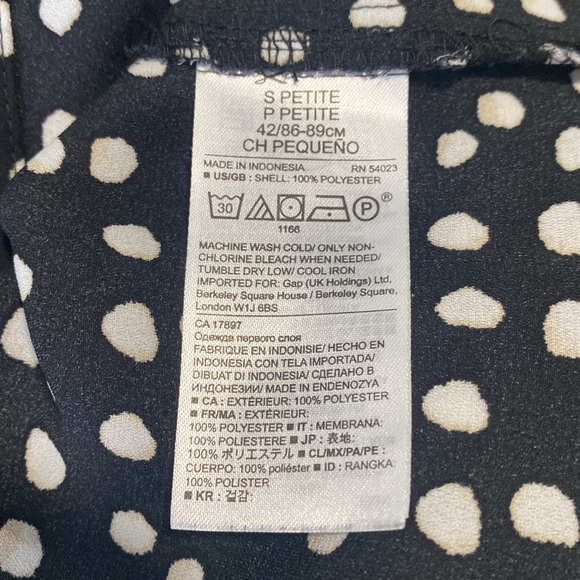 S PETITE
P PETITE
42/86-89CM
CH PEQUEÑO
MADE IN INDONESIA RN 54023
■ US/GB : SHELL: 100% POLYESTER
30 P ®
1166
MACHINE WASH COLD/ ONLY NON-
CHLORINE BLEACH WHEN NEEDED/
TUMBLE DRY LOW/ COOL IRON
IMPORTED FOR: Gap (UK Holdings) Ltd.
Berkeley Square House / Berkeley Square,
London W1J 6BS
CA 17897
Одежда первого слоя
FABRIQUE EN INDONISIE/ HECHO EN
INDONESIA CON TELA IMPORTADA/
DIBUAT DI INDONESIA/ СДЕЛАНО В
ИНДОНЕЗИИ/ MADE IN ENDENOZYA
■ CA : EXTÉRIEUR: 100% POLYESTER
■ FR/MA : EXTÉRIEUR:
100% POLYESTER ■ IT : MEMBRANA:
100% POLIESTERE ■ JP : 表地:
100% ポリエステル ■ CL/MX/PA/PE :
CUERPO: 100% poliéster ■ ID : RANGKA:
100% POLISTER
■ KR : 겉감: